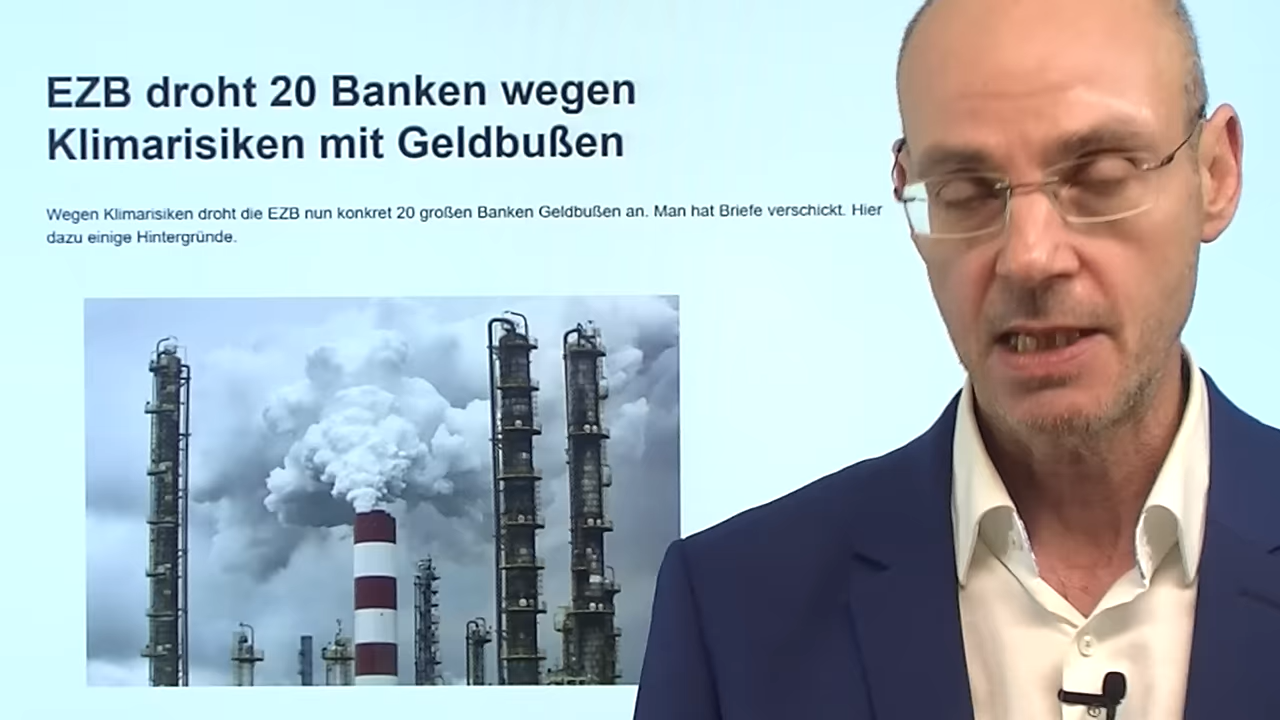 EZB droht 20 Banken wegen
Klimarisiken mit Geldbußen
Wegen Klimarisiken droht die EZB nun konkret 20 großen Banken Geldbußen an. Man hat Briefe verschickt. Hier
dazu einige Hintergründe.